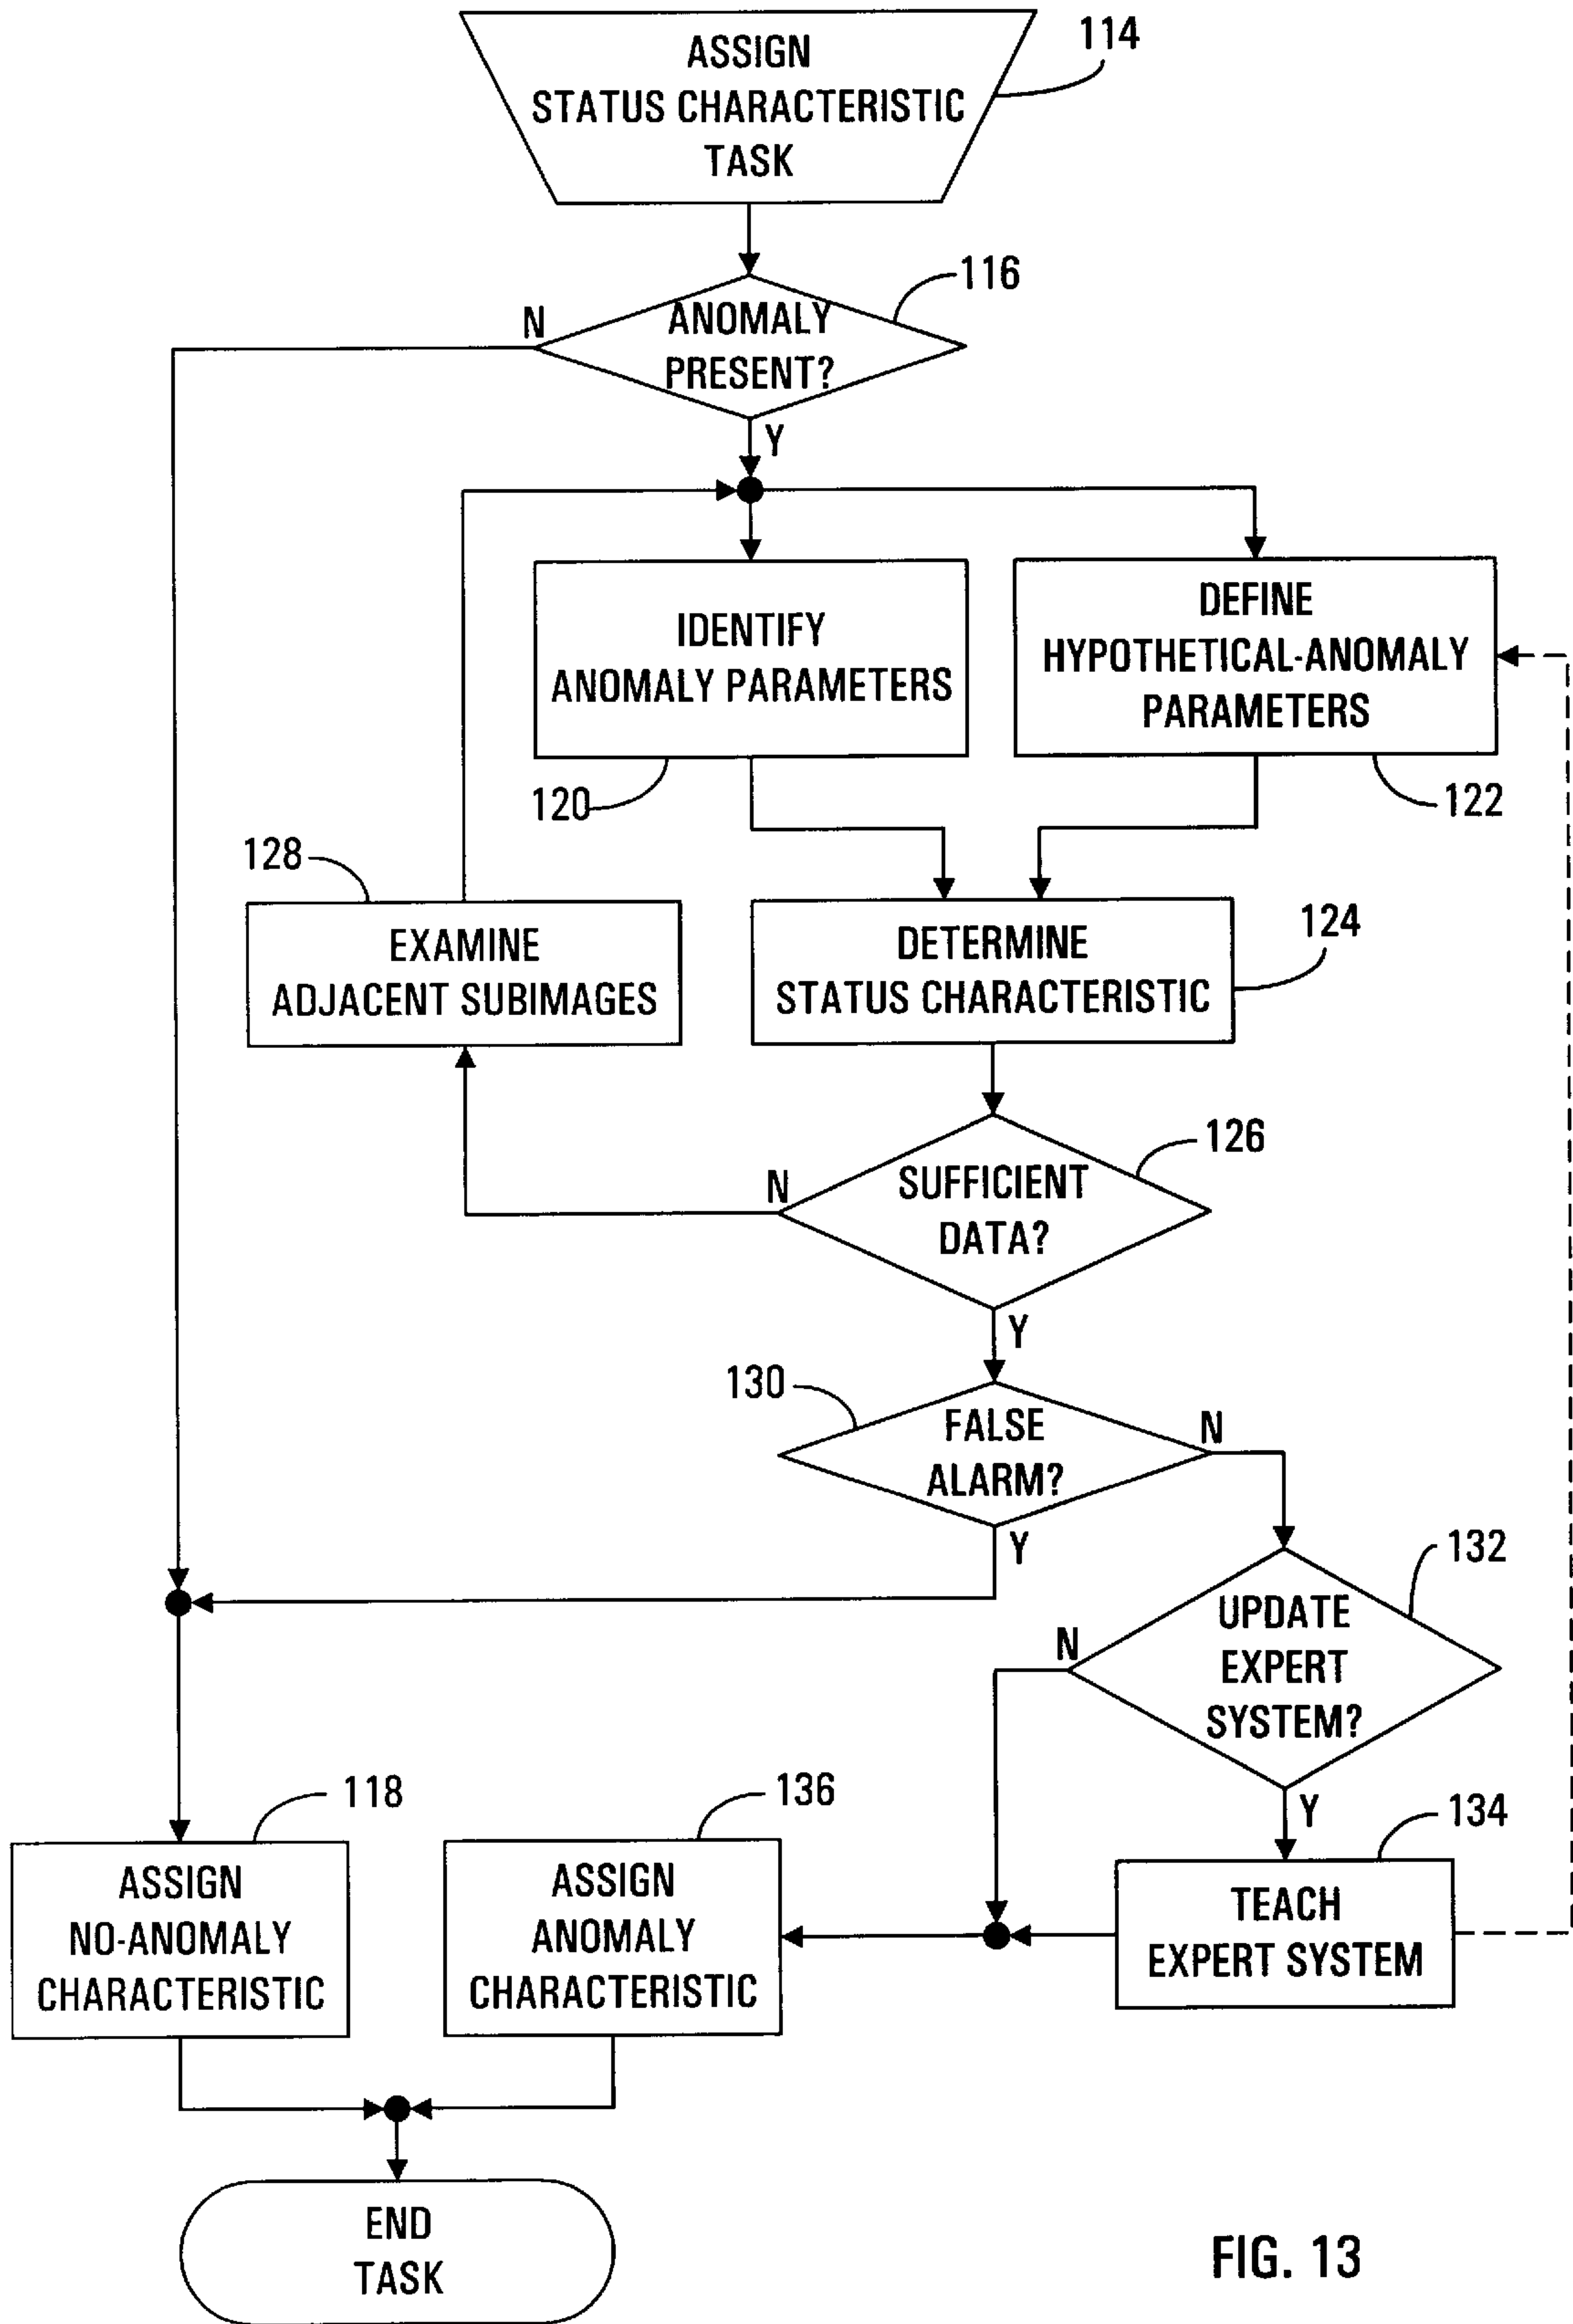 ASSIGN
STATUS CHARACTERISTIC
TASK
114
116
N
ANOMALY
PRESENT?
Y
IDENTIFY
ANOMALY PARAMETERS
120
DEFINE
HYPOTHETICAL-ANOMALY
PARAMETERS
122
128
EXAMINE
ADJACENT SUBIMAGES
DETERMINE
STATUS CHARACTERISTIC
124
126
N
SUFFICIENT
DATA?
Y
130
FALSE
ALARM?
N
Y
132
UPDATE
EXPERT
SYSTEM?
N
Y
118
ASSIGN
NO-ANOMALY
CHARACTERISTIC
136
ASSIGN
ANOMALY
CHARACTERISTIC
134
TEACH
EXPERT SYSTEM
END
TASK
FIG. 13